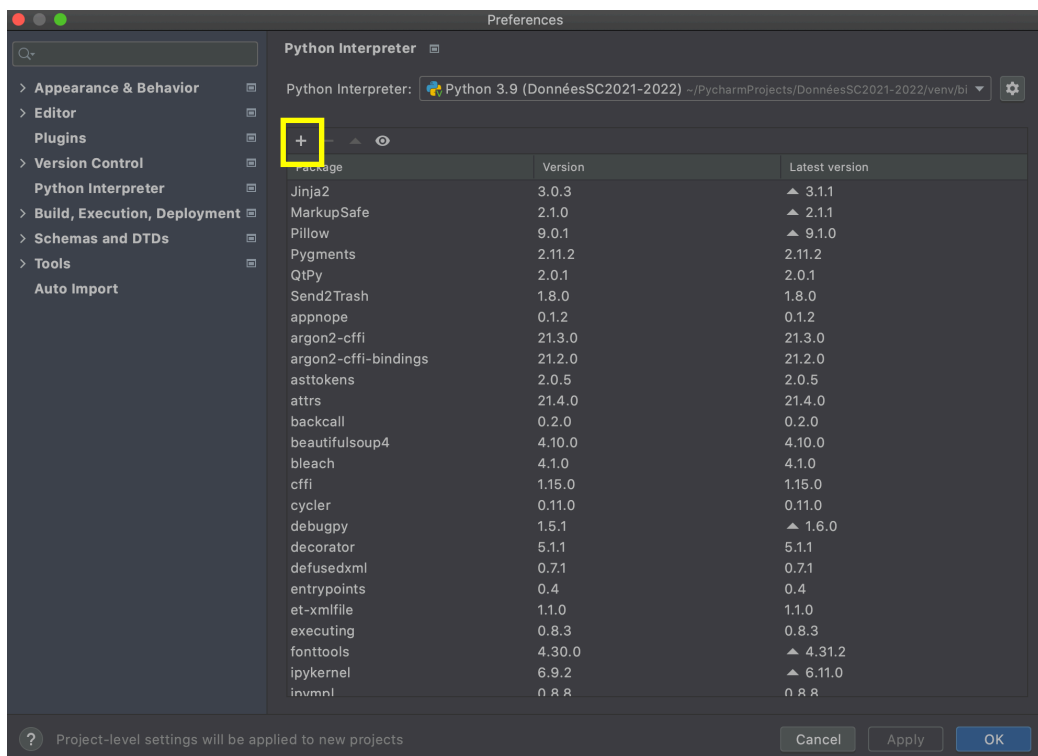 Preferences
Python Interpreter
Python Interpreter: Python 3.9 (DonnéesSC2021-2022) ~/PycharmProjects/DonnéesSC2021-2022/venv/bi
Appearance & Behavior
Editor
Plugins
Version Control
Python Interpreter
Build, Execution, Deployment
Schemas and DTDs
Tools
Auto Import
Package Version Latest version
Jinja2 3.0.3 3.1.1
MarkupSafe 2.1.0 2.1.1
Pillow 9.0.1 9.1.0
Pygments 2.11.2 2.11.2
QtPy 2.0.1 2.0.1
Send2Trash 1.8.0 1.8.0
appnope 0.1.2 0.1.2
argon2-cffi 21.3.0 21.3.0
argon2-cffi-bindings 21.2.0 21.2.0
asttokens 2.0.5 2.0.5
attrs 21.4.0 21.4.0
backcall 0.2.0 0.2.0
beautifulsoup4 4.10.0 4.10.0
bleach 4.1.0 4.1.0
cffi 1.15.0 1.15.0
cycler 0.11.0 0.11.0
debugpy 1.5.1 1.6.0
decorator 5.1.1 5.1.1
defusedxml 0.7.1 0.7.1
entrypoints 0.4 0.4
et-xmlfile 1.1.0 1.1.0
executing 0.8.3 0.8.3
fonttools 4.30.0 4.31.2
ipykernel 6.9.2 6.11.0
ipympl 0.8.8 0.8.8
? Project-level settings will be applied to new projects
Cancel Apply OK